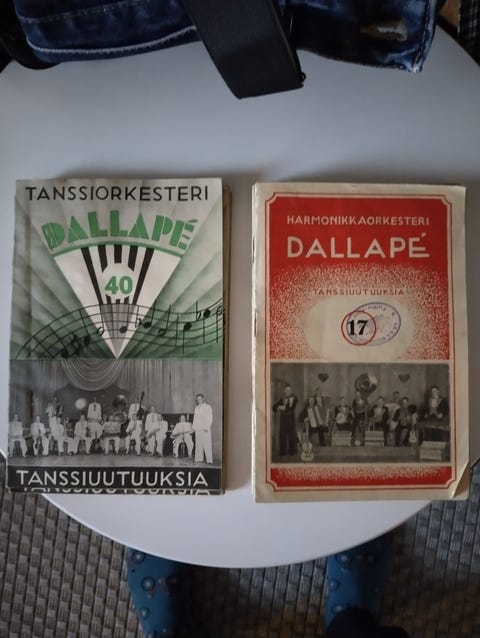 TANSSIORKESTERI
DALLAPÉ
40
TANSSIUUTUUKSIA
TANSSIUUTUUKSIA
HARMONIKKAORKESTERI
DALLAPÉ
TANSSIUUTUUKSIA
17